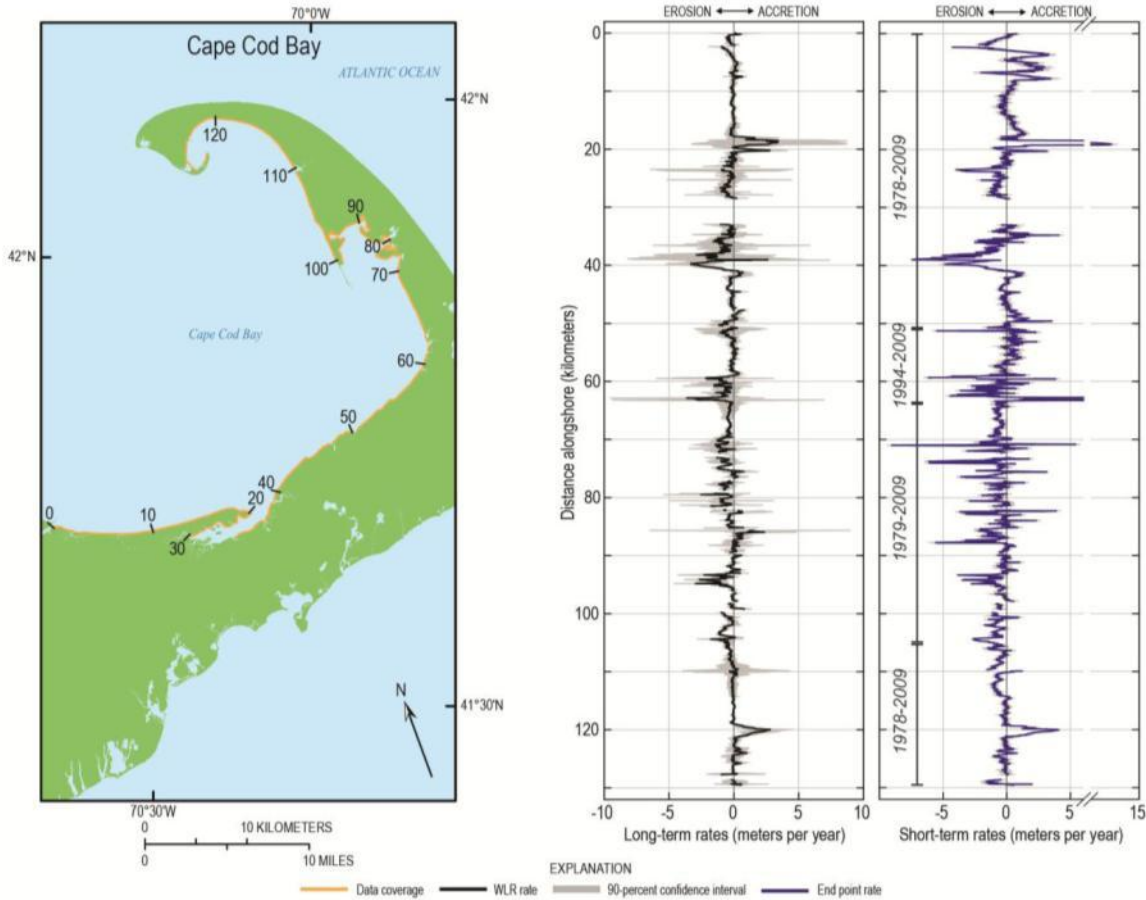 70°0'W
Cape Cod Bay
ATLANTIC OCEAN
42°N
120
110
90
80
100
70
42°N
Cape Cod Bay
60
50
40
20
0
10
30
N
41°30'N
70°30'W
0 10 KILOMETERS
0 10 MILES
EROSION ACCRETION
EROSION ACCRETION
Distance alongshore (kilometers)
0
20
40
60
80
100
120
-10 -5 0 5 10
Long-term rates (meters per year)
1978-2009
1994-2009
1979-2009
1978-2009
-5 0 5 15
Short-term rates (meters per year)
EXPLANATION
Data coverage WLR rate 90-percent confidence interval End point rate